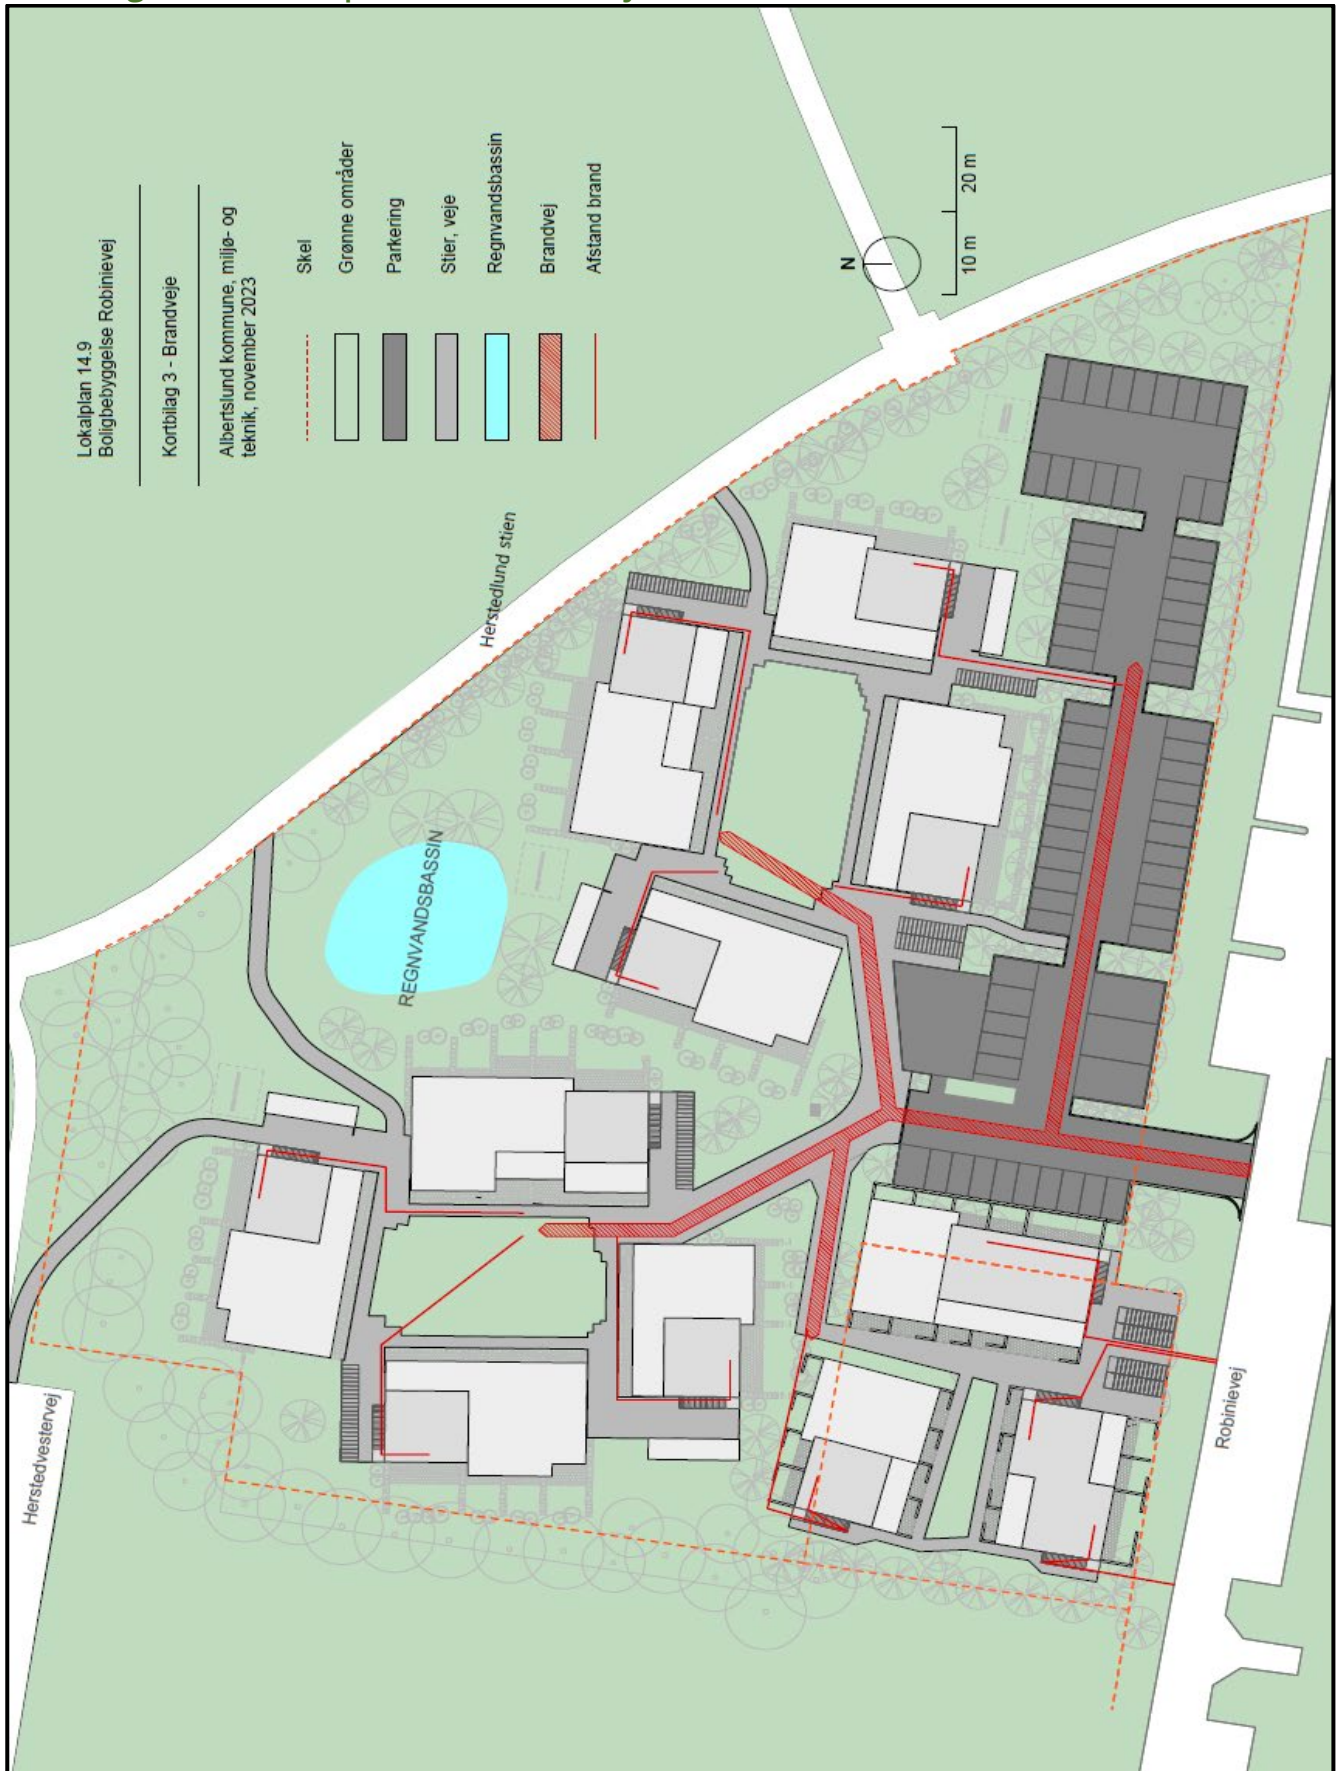 Lokalplan 14.9
Boligbebyggelse Robinievej
Kortbilag 3 - Brandveje
Albertslund kommune, miljø- og
teknik, november 2023
Skel
Grønne områder
Parkering
Stier, veje
Regnvandsbassin
Brandvej
Afstand brand
N
10 m
20 m
Herstedlund stien
REGNVANDSBASSIN
Herstedvestervej
Robinievej